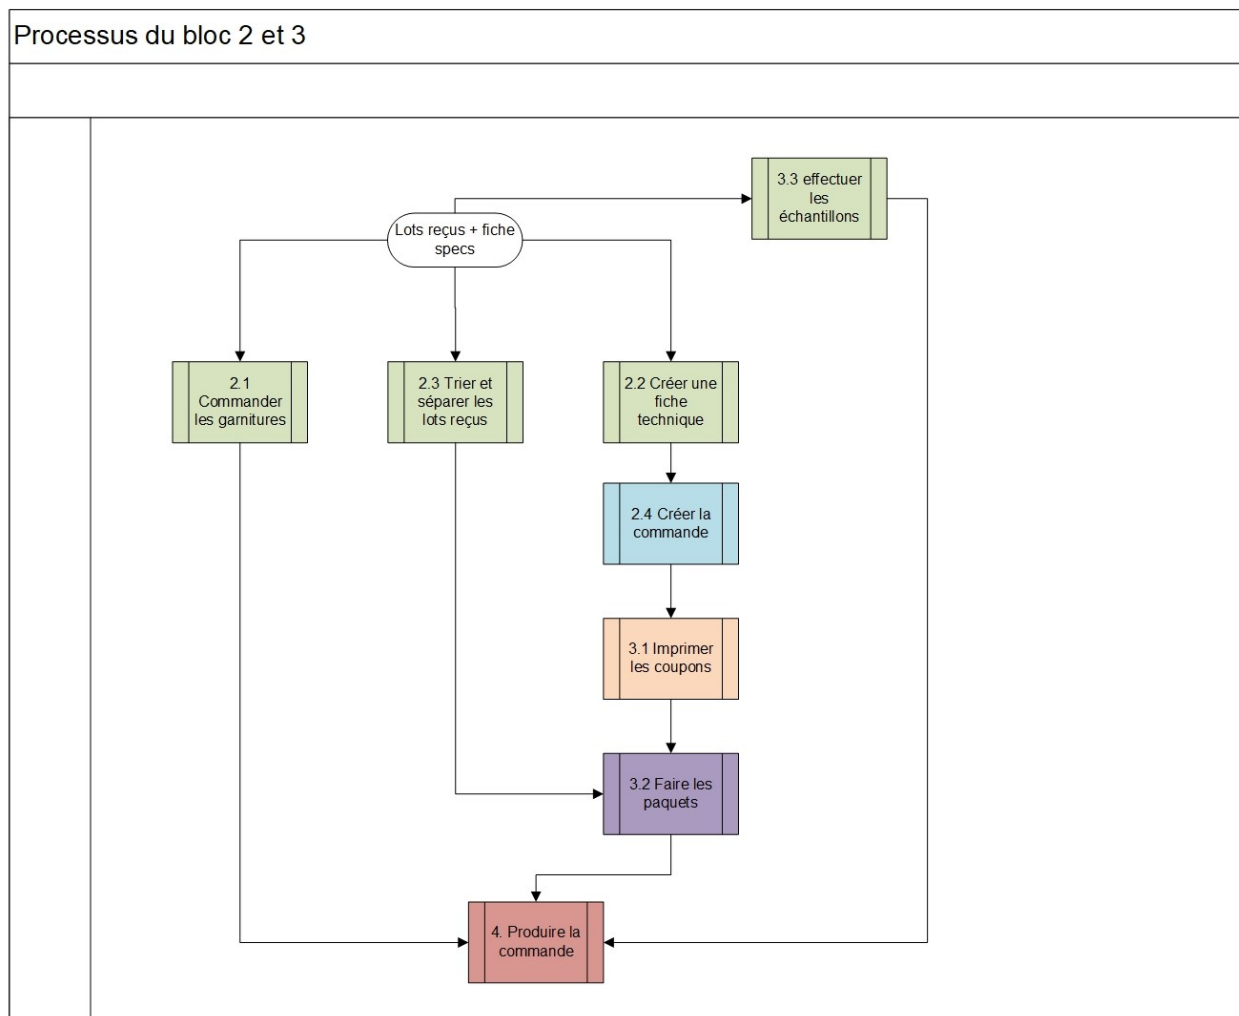 Processus du bloc 2 et 3
3.3 effectuer
les
échantillons
Lots reçus + fiche
specs
2.1
Commander
les garnitures
2.3 Trier et
séparer les
lots reçus
2.2 Créer une
fiche
technique
2.4 Créer la
commande
3.1 Imprimer
les coupons
3.2 Faire les
paquets
4. Produire la
commande